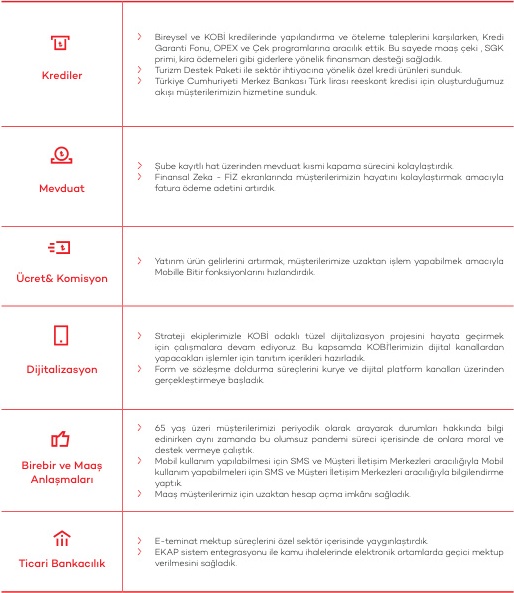 Krediler
Bireysel ve KOBİ kredilerinde yapılandırma ve öteleme taleplerini karşılarken, Kredi
Garanti Fonu, OPEX ve Çek programlarına aracılık ettik. Bu sayede maaş çeki , SGK
primi, kira ödemeleri gibi giderlere yönelik finansman desteği sağladık.
Turizm Destek Paketi ile sektör ihtiyacına yönelik özel kredi ürünleri sunduk.
Türkiye Cumhuriyeti Merkez Bankası Türk lirası reeskont kredisi için oluşturduğumuz
akışı müşterilerimizin hizmetine sunduk.
Mevduat
Şube kayıtlı hat üzerinden mevduat kısmi kapama sürecini kolaylaştırdık.
Finansal Zeka - FIZ ekranlarında müşterilerimizin hayatını kolaylaştırmak amacıyla
fatura ödeme adetini artırdık.
Ücret& Komisyon
Yatırım ürün gelirlerini artırmak, müşterilerimize uzaktan işlem yapabilmek amacıyla
Mobille Bitir fonksiyonlarını hızlandırdık.
Dijitalizasyon
Strateji ekiplerimizle KOBİ odaklı tüzel dijitalizasyon projesini hayata geçirmek
için çalışmalara devam ediyoruz. Bu kapsamda KOBİ'lerimizin dijital kanallardan
yapacakları işlemler için tanıtım içerikleri hazırladık.
Form ve sözleşme doldurma süreçlerini kurye ve dijital platform kanalları üzerinden
gerçekleştirmeye başladık.
Birebir ve Maaş
Anlaşmaları
65 yaş üzeri müşterilerimizi periyodik olarak arayarak durumları hakkında bilgi
edinirken aynı zamanda bu olumsuz pandemi süreci içerisinde de onlara moral ve
destek vermeye çalıştık.
Mobil kullanım yapılabilmesi için SMS ve Müşteri İletişim Merkezleri aracılığıyla Mobil
kullanım yapabilmeleri için SMS ve Müşteri İletişim Merkezleri aracılığıyla bilgilendirme
yaptık.
Maaş müşterilerimiz için uzaktan hesap açma imkânı sağladık.
Ticari Bankacılık
E-teminat mektup süreçlerini özel sektör içerisinde yaygınlaştırdık.
EKAP sistem entegrasyonu ile kamu ihalelerinde elektronik ortamlarda geçici mektup
verilmesini sağladık.